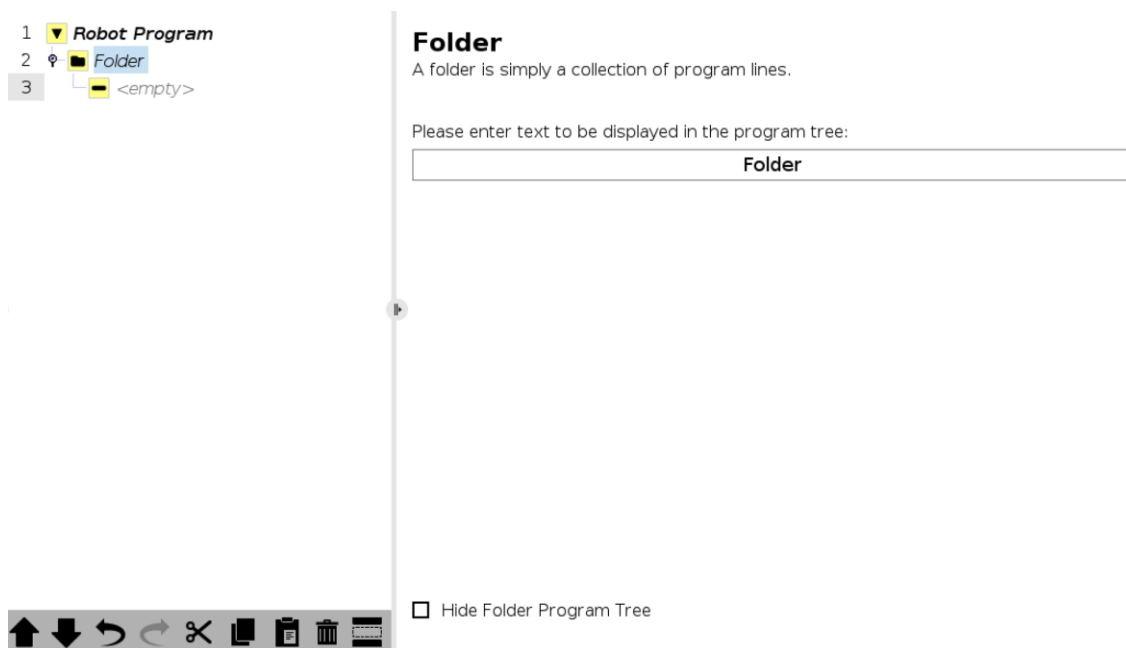 1 Robot Program
2 Folder
3 <empty>
Folder
A folder is simply a collection of program lines.
Please enter text to be displayed in the program tree:
Folder
Hide Folder Program Tree